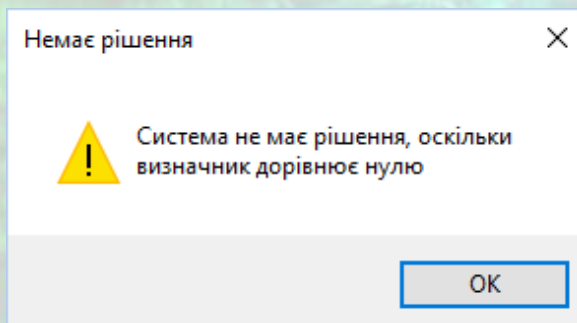 Немає рішення
Система не має рішення, оскільки
визначник дорівнює нулю
OK